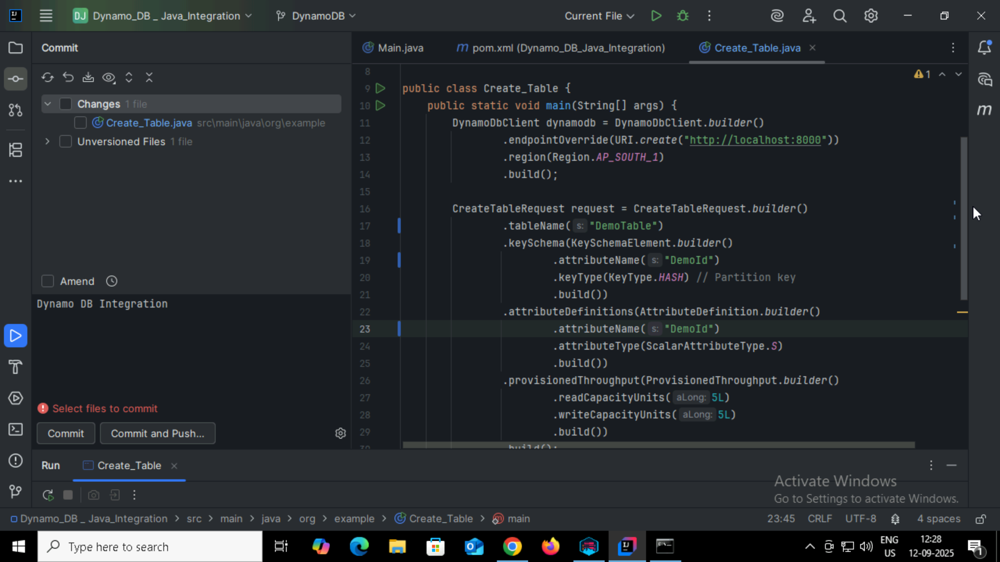 DJ Dynamo_DB _ Java_Integration
DynamoDB
Current File
Commit
Main.java
m pom.xml (Dynamo_DB_Java_Integration)
Create_Table.java
Changes 1 file
Create_Table.java src\main\java\org\example
Unversioned Files 1 file
Amend
Dynamo DB Integration
Select files to commit
Commit
Commit and Push...
1
m
8
9 public class Create_Table {
10 public static void main(String[] args) {
11 DynamoDbClient dynamodb = DynamoDbClient.builder()
12 .endpointOverride(URI.create("http://localhost:8000"))
13 .region(Region.AP_SOUTH_1)
14 .build();
15
16 CreateTableRequest request = CreateTableRequest.builder()
17 .tableName( s: "DemoTable")
18 .keySchema(KeySchemaElement.builder()
19 .attributeName( s: "DemoId")
20 .keyType(KeyType.HASH) // Partition key
21 .build())
22 .attributeDefinitions(AttributeDefinition.builder()
23 .attributeName( s: "DemoId")
24 .attributeType(ScalarAttributeType.S)
25 .build())
26 .provisionedThroughput(ProvisionedThroughput.builder()
27 .readCapacityUnits( aLong: 5L)
28 .writeCapacityUnits( aLong: 5L)
29 .build())
30 .build();
Run
Create_Table
Activate Windows
Go to Settings to activate Windows.
Dynamo_DB _ Java_Integration > src > main > java > org > example > Create_Table > main
23:45 CRLF UTF-8 4 spaces
Type here to search
ENG
US
12:28
12-09-2025
1